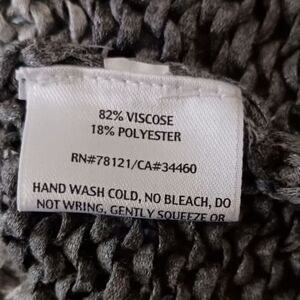 82% VISCOSE
18% POLYESTER
RN#78121/CA#34460
HAND WASH COLD, NO BLEACH, DO
NOT WRING, GENTLY SQUEEZE OR